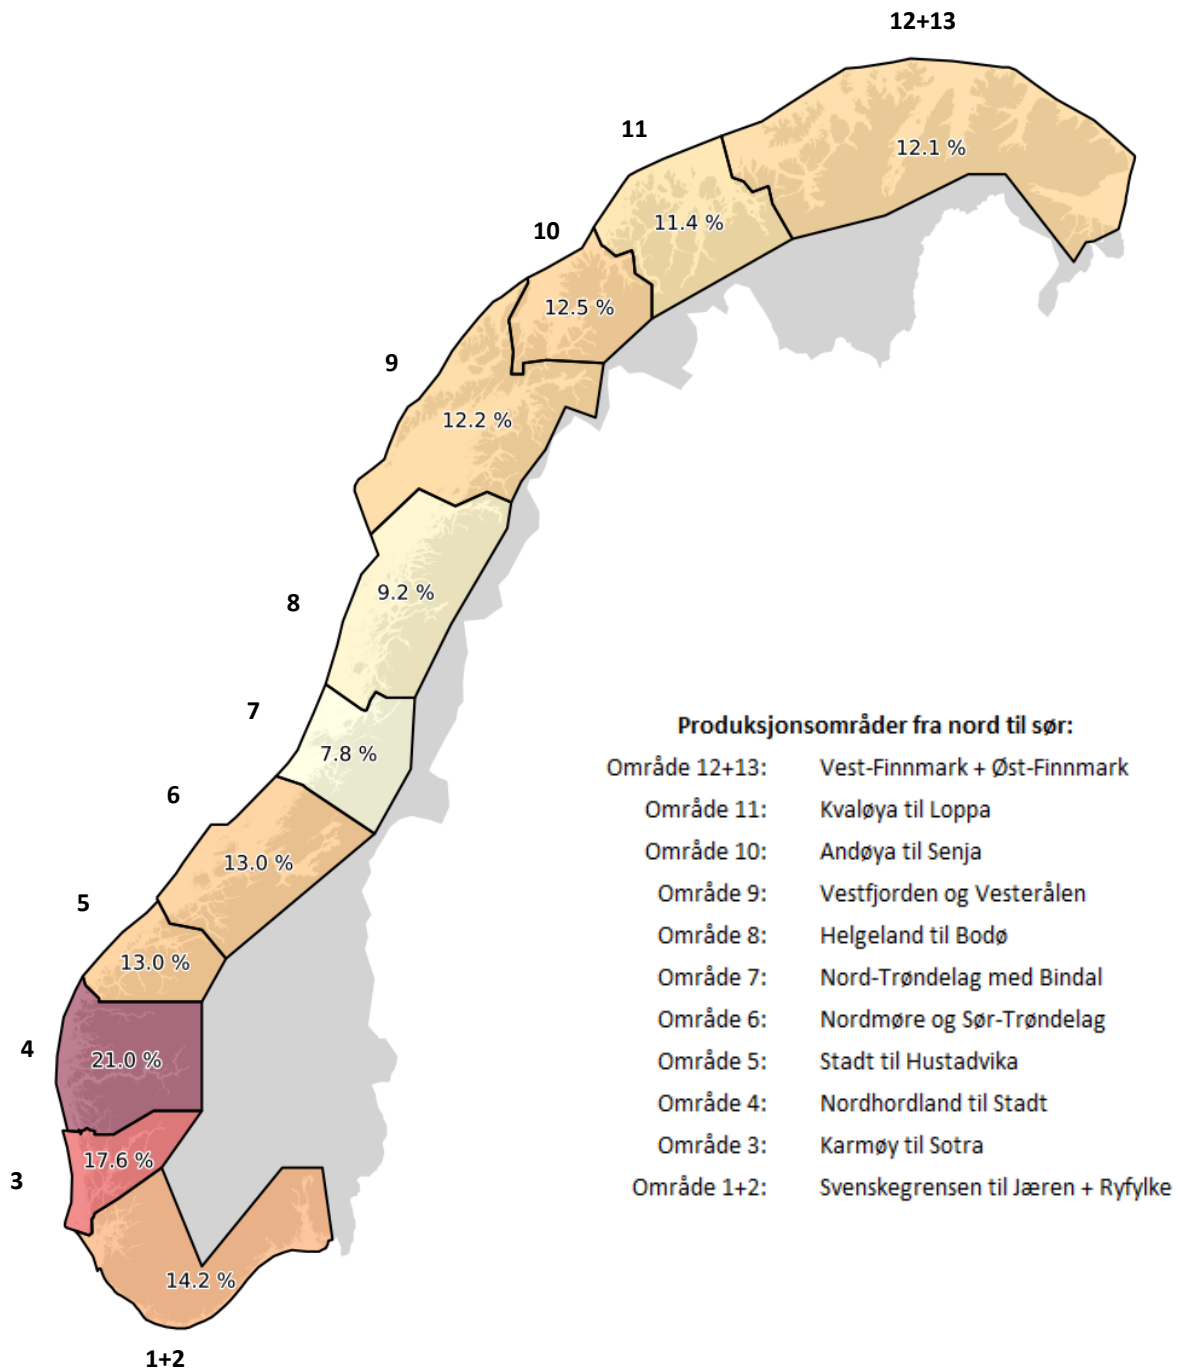 12+13
11
12.1 %
11.4 %
10
12.5 %
9
12.2 %
9.2 %
8
7
7.8 %
6
13.0 %
5
13.0 %
4
21.0 %
17.6 %
3
14.2 %
1+2
Produksjonsområder fra nord til sør:
Område 12+13: Vest-Finnmark + Øst-Finnmark
Område 11: Kvaløya til Loppa
Område 10: Andøya til Senja
Område 9: Vestfjorden og Vesterålen
Område 8: Helgeland til Bodø
Område 7: Nord-Trøndelag med Bindal
Område 6: Nordmøre og Sør-Trøndelag
Område 5: Stadt til Hustadvika
Område 4: Nordhordland til Stadt
Område 3: Karmøy til Sotra
Område 1+2: Svenskegrensen til Jæren + Ryfylke